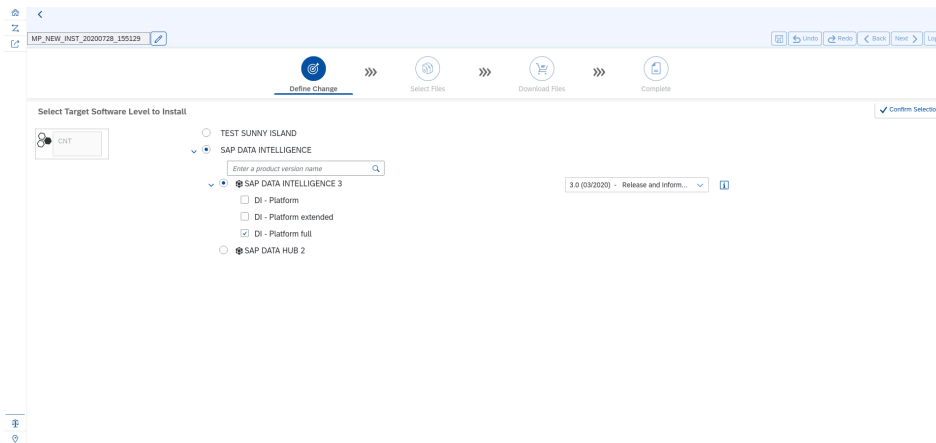 MP_NEW_INST_20200728_155129
Undo Redo Back Next
Define Change Select Files Download Files Complete
Select Target Software Level to Install
Confirm
CNT
TEST SUNNY ISLAND
SAP DATA INTELLIGENCE
Enter a product version name
SAP DATA INTELLIGENCE 3
3.0 (03/2020) - Release and Inform...
DI - Platform
DI - Platform extended
DI - Platform full
SAP DATA HUB 2